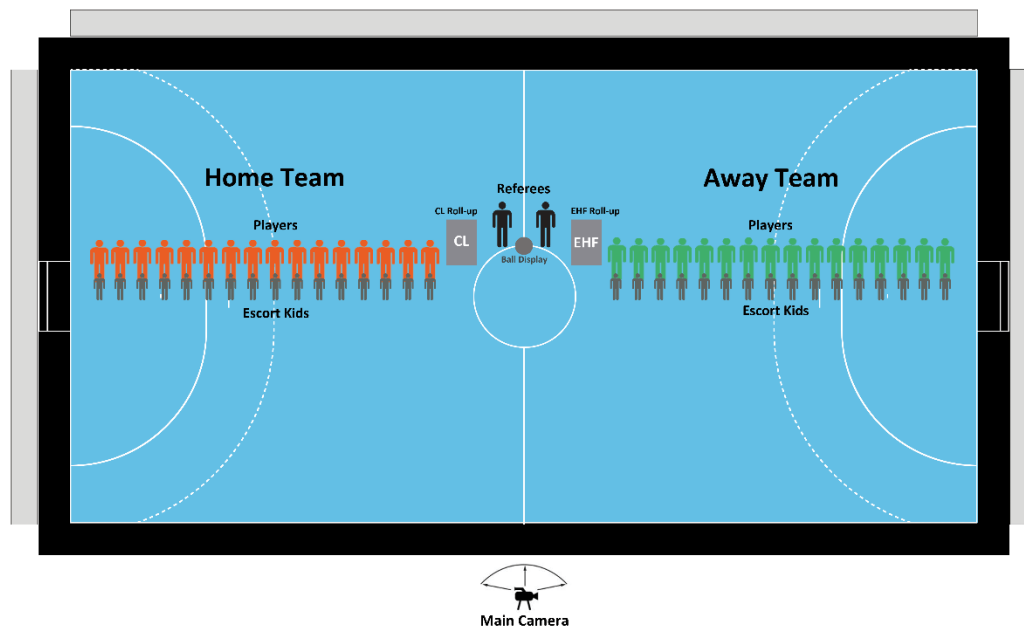 Home Team
Away Team
Referees
CL Roll-up
EHF Roll-up
Players
Players
CL
EHF
Ball Display
Escort Kids
Escort Kids
Main Camera